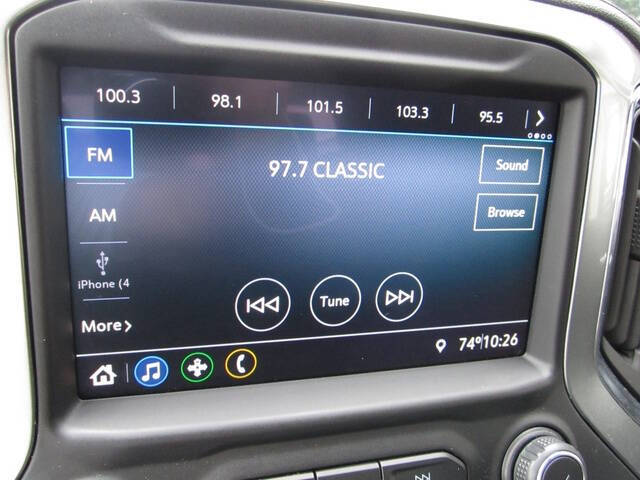 100.3 98.1 101.5 103.3 95.5
FM
97.7 CLASSIC
Sound
AM
Browse
iPhone (4
Tune
More
74° 10:26